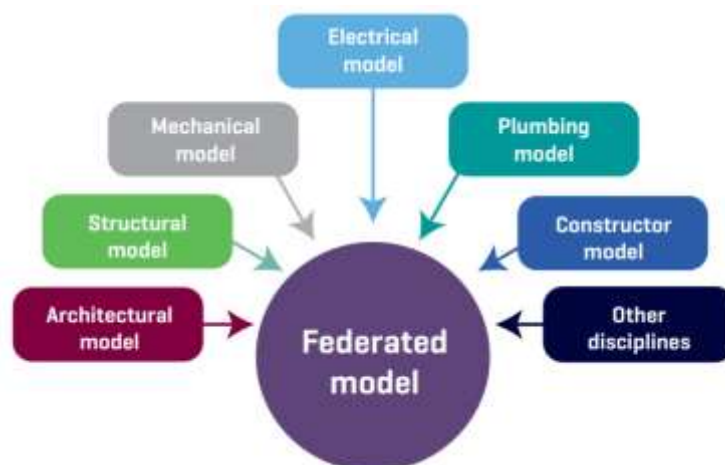 Electrical
model
Mechanical
model
Plumbing
model
Structural
model
Constructor
model
Architectural
model
Other
disciplines
Federated
model